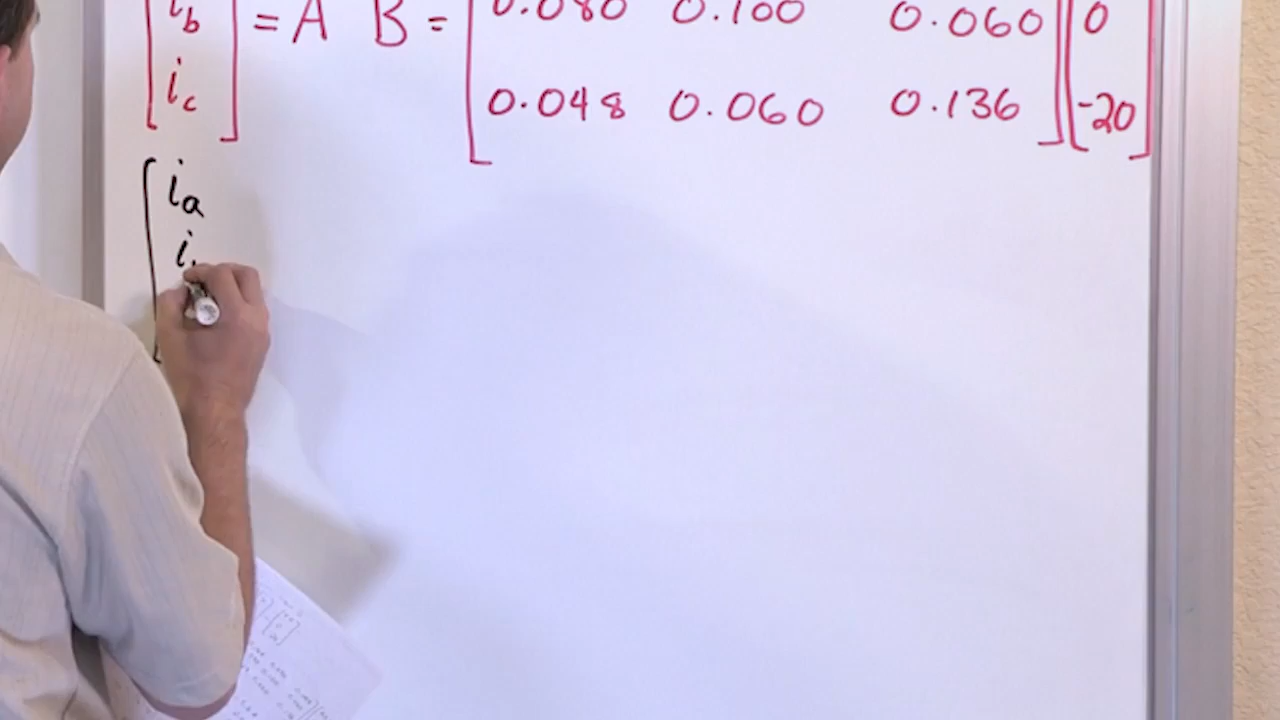 i_b = A B = 0.080 0.100 0.060 0
i_c 0.048 0.060 0.136 -20
i_a
i